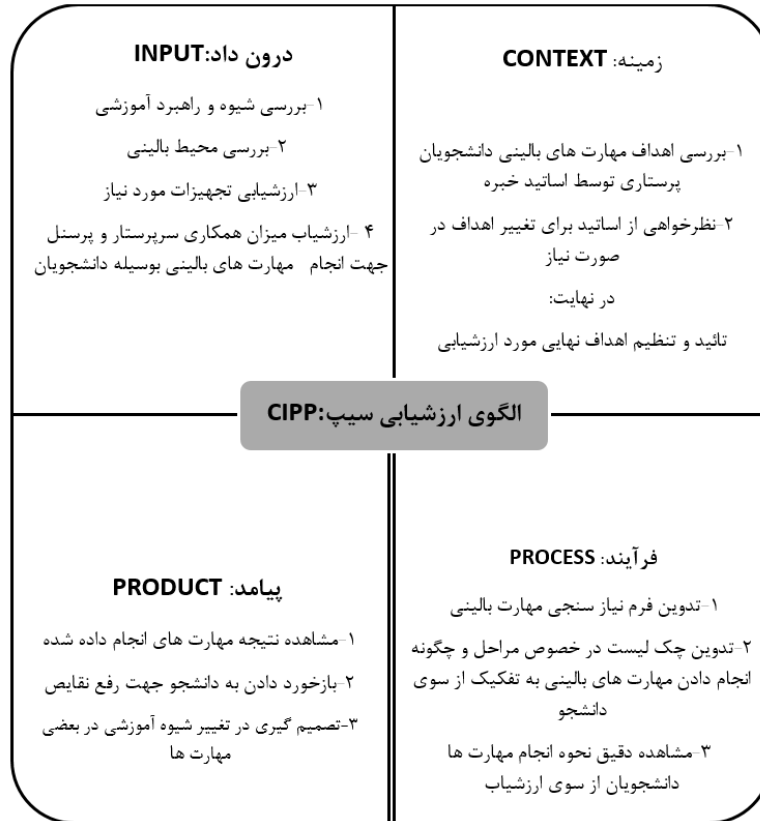 زمینه: CONTEXT
۱-بررسی اهداف مهارت های بالینی دانشجویان
پرستاری توسط اساتید خبره
۲-نظرخواهی از اساتید برای تغییر اهداف در
صورت نیاز
در نهایت:
تائید و تنظیم اهداف نهایی مورد ارزشیابی
درون داد:INPUT
۱-بررسی شیوه و راهبرد آموزشی
۲-بررسی محیط بالینی
۳-ارزشیابی تجهیزات مورد نیاز
۴ -ارزشیاب میزان همکاری سرپرستار و پرسنل
جهت انجام مهارت های بالینی بوسیله دانشجویان
الگوی ارزشیابی سیپ:CIPP
فرآیند: PROCESS
۱-تدوین فرم نیاز سنجی مهارت بالینی
۲-تدوین چک لیست در خصوص مراحل و چگونه
انجام دادن مهارت های بالینی به تفکیک از سوی
دانشجو
۳-مشاهده دقیق نحوه انجام مهارت ها
دانشجویان از سوی ارزشیاب
پیامد: PRODUCT
۱-مشاهده نتیجه مهارت های انجام داده شده
۲-بازخورد دادن به دانشجو جهت رفع نقایص
۳-تصمیم گیری در تغییر شیوه آموزشی در بعضی
مهارت ها